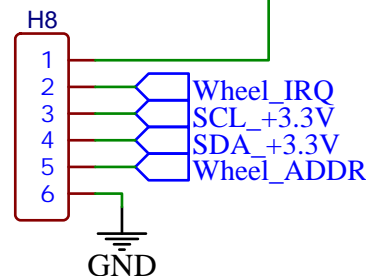 H8
1
2 Wheel_IRQ
3 SCL_+3.3V
4 SDA_+3.3V
5 Wheel_ADDR
6
GND